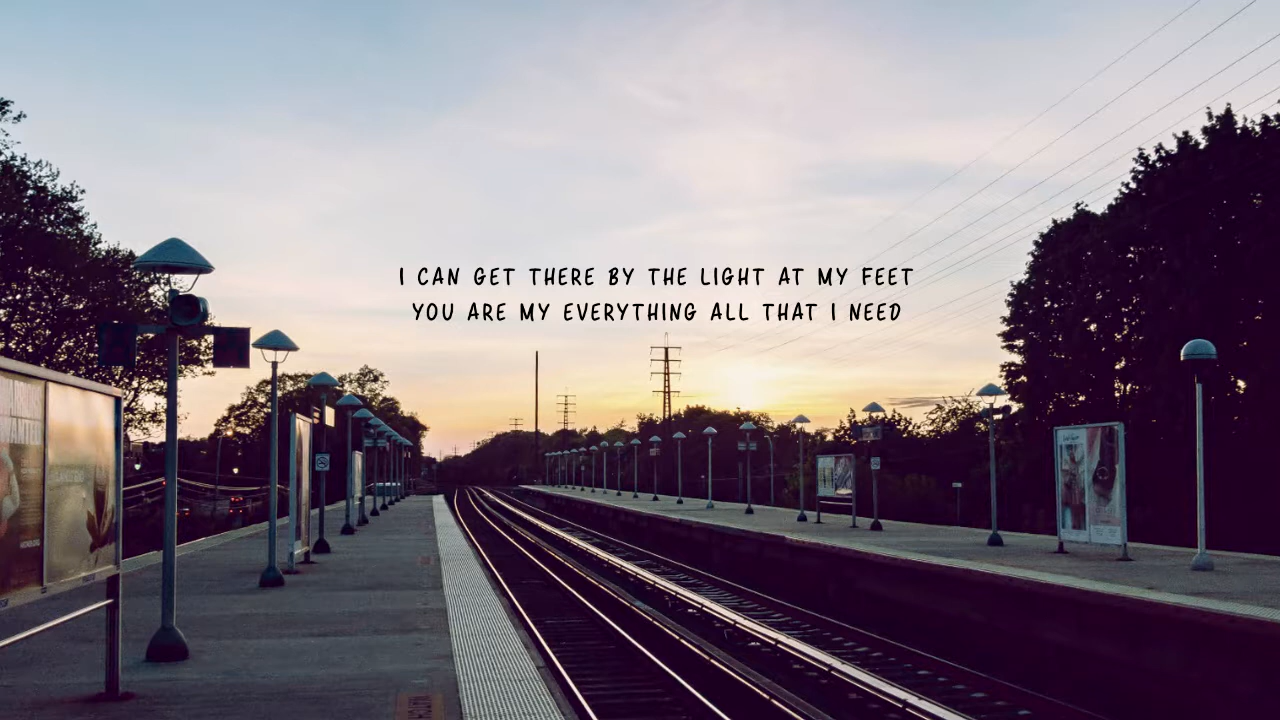 I CAN GET THERE BY THE LIGHT AT MY FEET
YOU ARE MY EVERYTHING ALL THAT I NEED